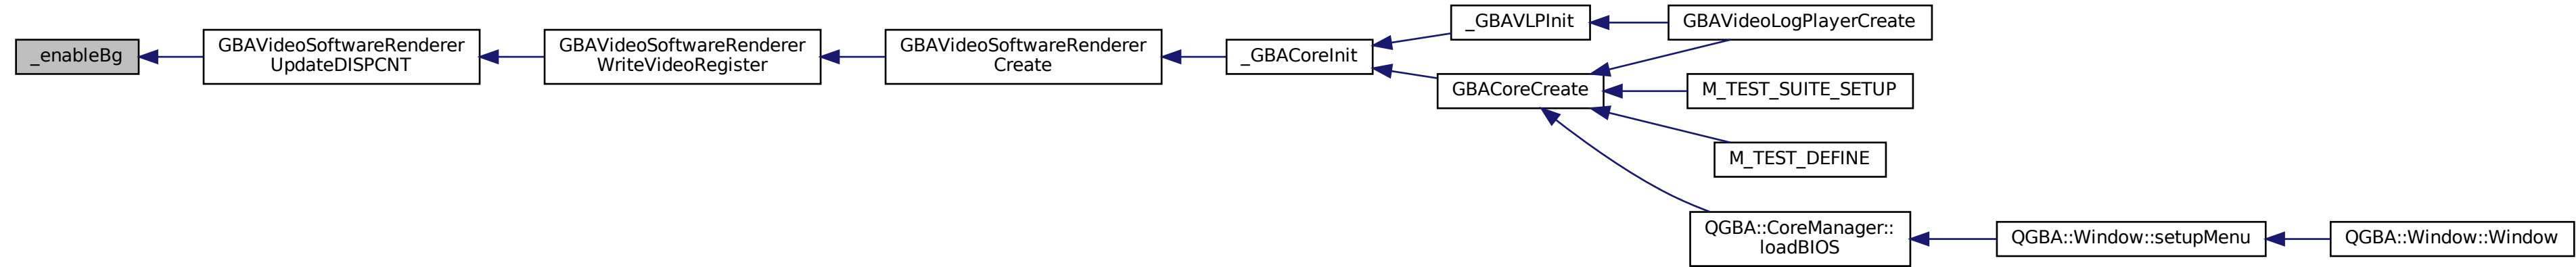 _enableBg
GBAVideoSoftwareRenderer
UpdateDISPCNT
GBAVideoSoftwareRenderer
WriteVideoRegister
GBAVideoSoftwareRenderer
Create
_GBACoreInit
_GBAVLPInit
GBAVideoLogPlayerCreate
GBACoreCreate
M_TEST_SUITE_SETUP
M_TEST_DEFINE
QGBA::CoreManager::
loadBIOS
QGBA::Window::setupMenu
QGBA::Window::Window